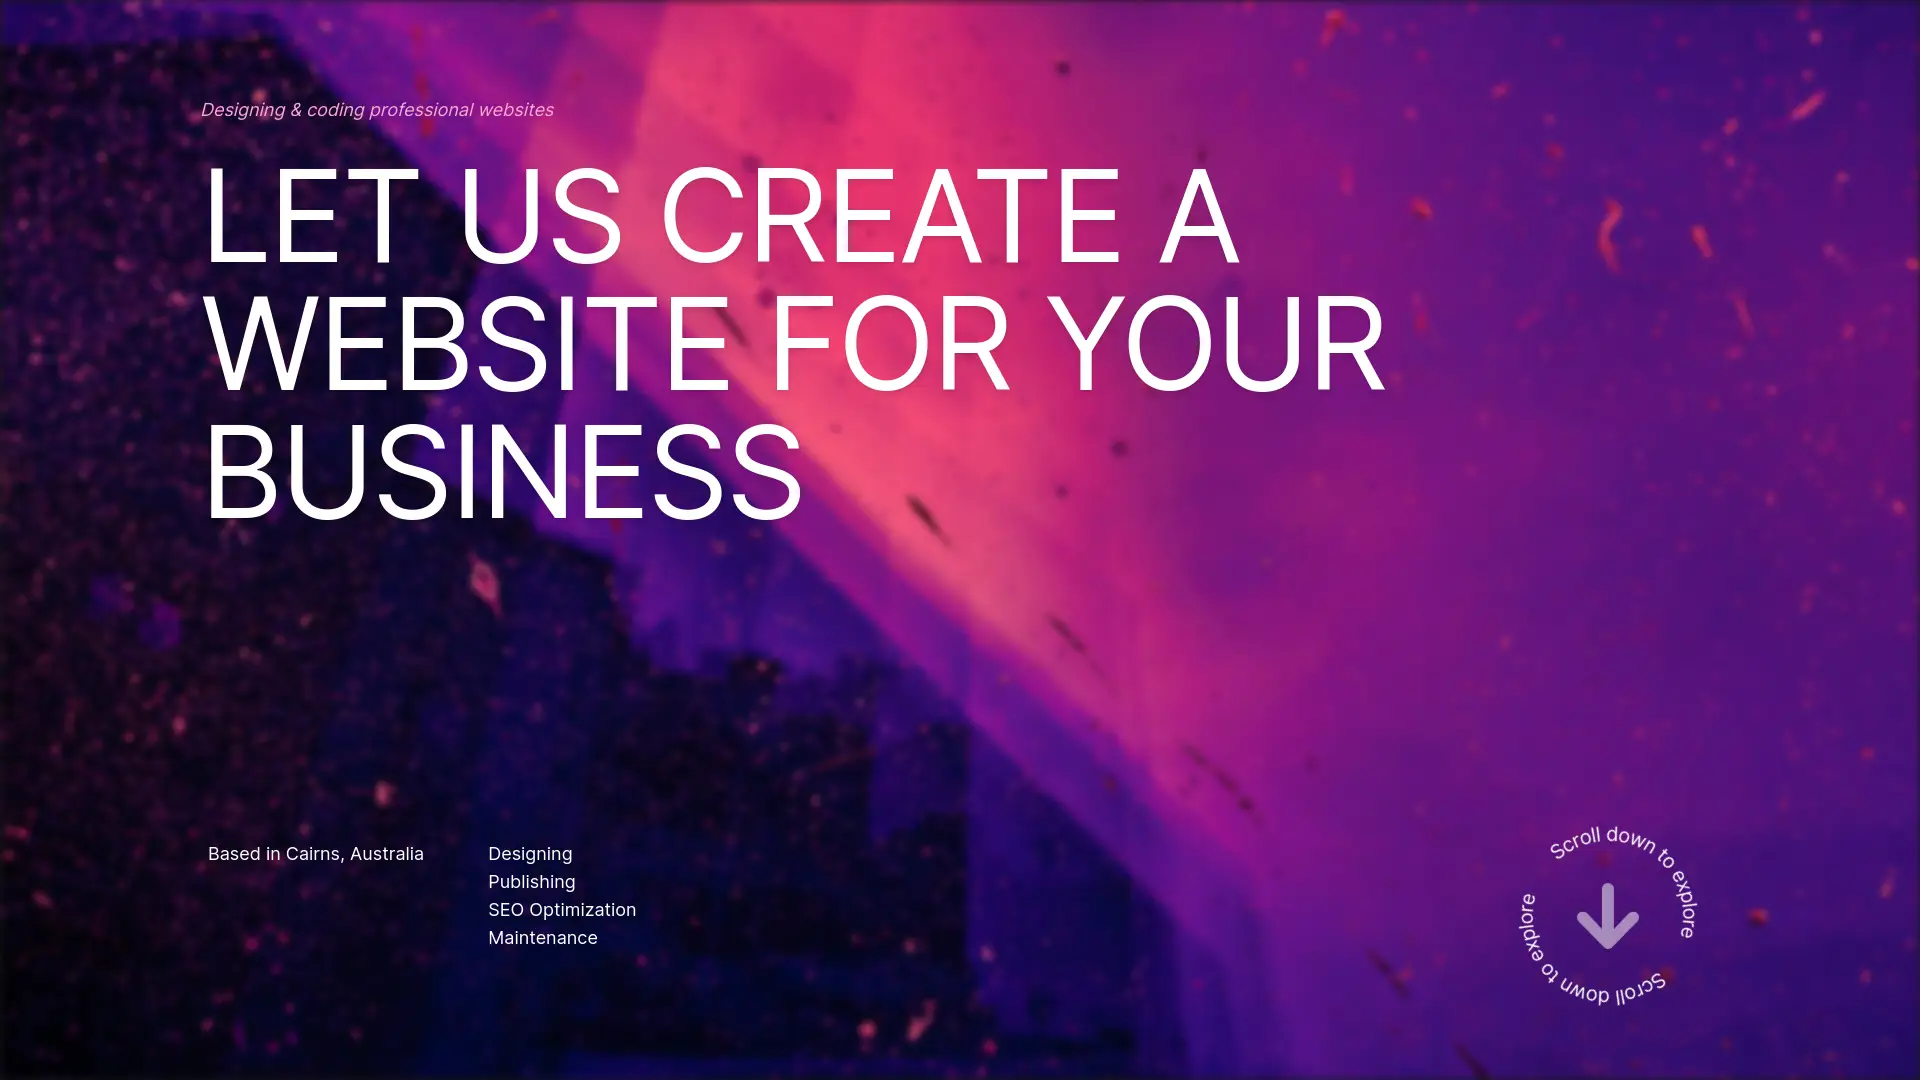 Designing & coding professional websites
LET US CREATE A
WEBSITE FOR YOUR
BUSINESS
Based in Cairns, Australia
Designing
Publishing
SEO Optimization
Maintenance
Scroll down to explore
Scroll down to explore